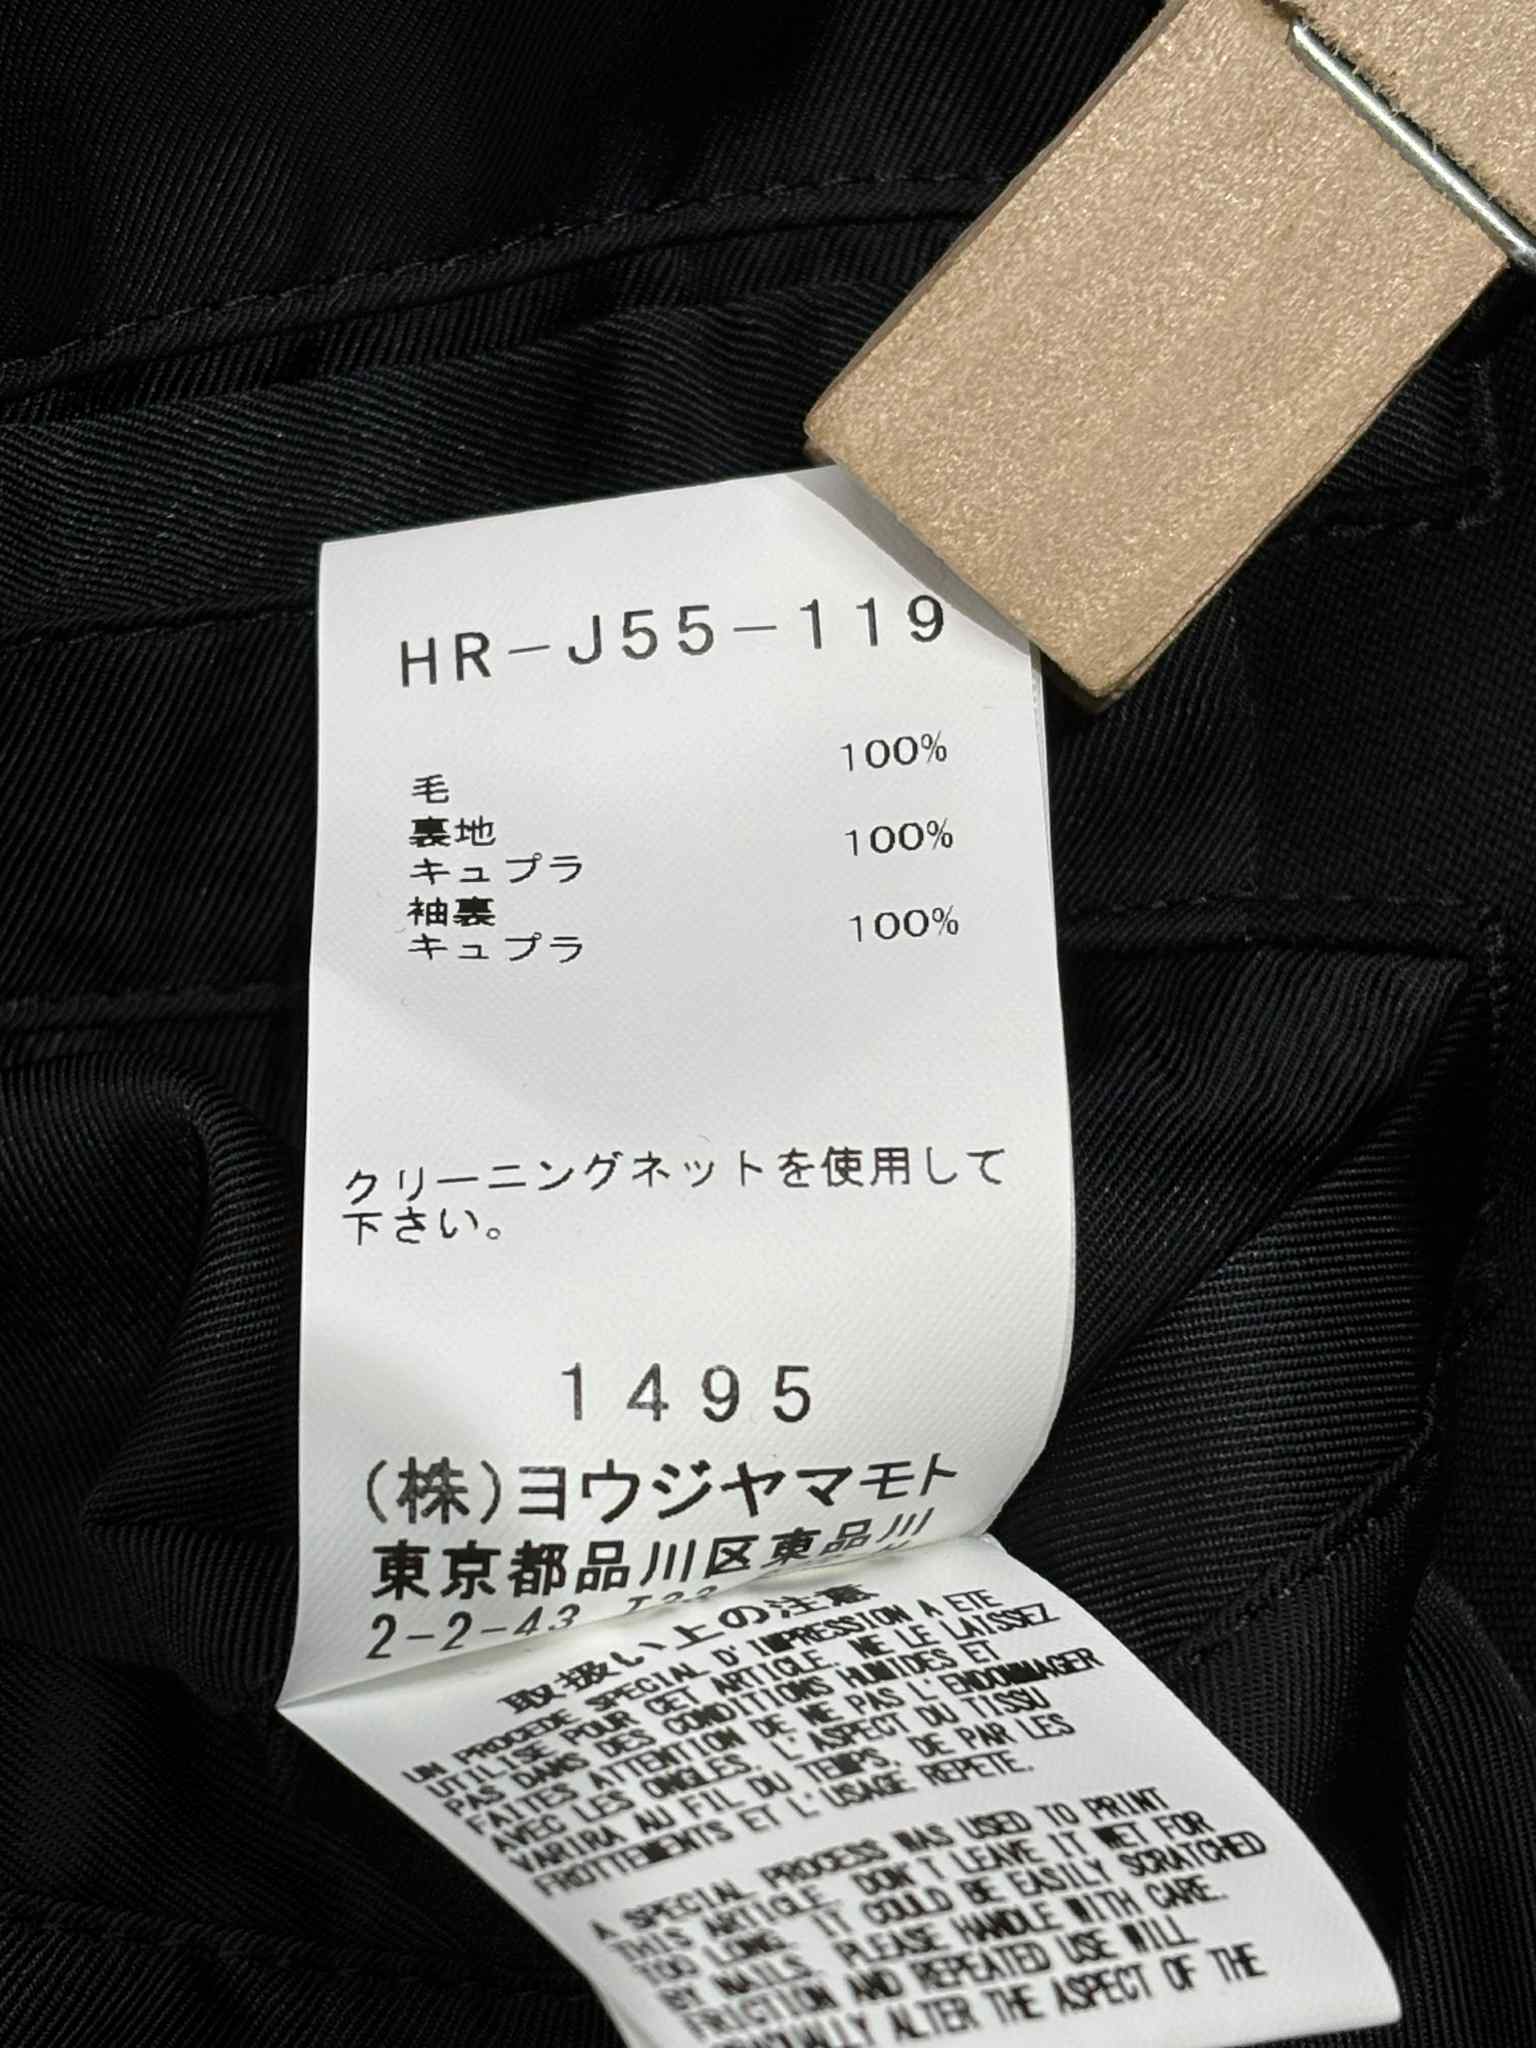 HR-J55-119
100%
毛
裏地 100%
キュプラ
袖裏 100%
キュプラ
クリーニングネットを使用して
下さい。
1495
(株)ヨウジヤマモト
東京都品川区東品川
2-2-43
取扱い上の注意
UN PROCEDE SPECIAL D'IMPRESSION A ETE
UTILISE POUR CET ARTICLE. NE LE LAISSEZ
PAS DANS DES CONDITIONS HUMIDES ET
FAITES ATTENTION DE NE PAS L'ENDOMMAGER
AVEC LES ONGLES. L'ASPECT DU TISSU
VARIRA AU FIL DU TEMPS, DE PAR LES
FROTTEMENTS ET L'USAGE REPETE.
A SPECIAL PROCESS WAS USED TO PRINT
THIS ARTICLE. DON'T LEAVE IT WET FOR
TOO LONG. IT COULD BE EASILY SCRATCHED
BY NAILS. PLEASE HANDLE WITH CARE.
FRICTION AND REPEATED USE WILL
ALTER THE ASPECT OF THE